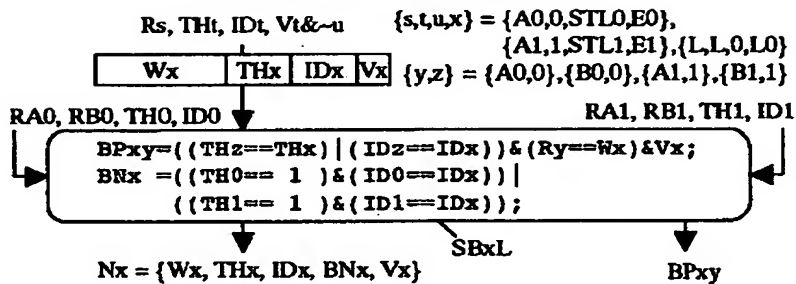 Rs, THt, IDt, Vt&~u
{s,t,u,x} = {A0,0,STL0,E0},
{A1,1,STL1,E1},{L,L,0,L0}
Wx THx IDx Vx
{y,z} = {A0,0},{B0,0},{A1,1},{B1,1}
RA0, RB0, TH0, ID0
RA1, RB1, TH1, ID1
BPxy=((THz==THx)|(IDz==IDx))&(Ry==Wx)&Vx;
BNx =((TH0== 1 )&(ID0==IDx))|
((TH1== 1 )&(ID1==IDx));
SBxL
Nx = {Wx, THx, IDx, BNx, Vx}
BPxy